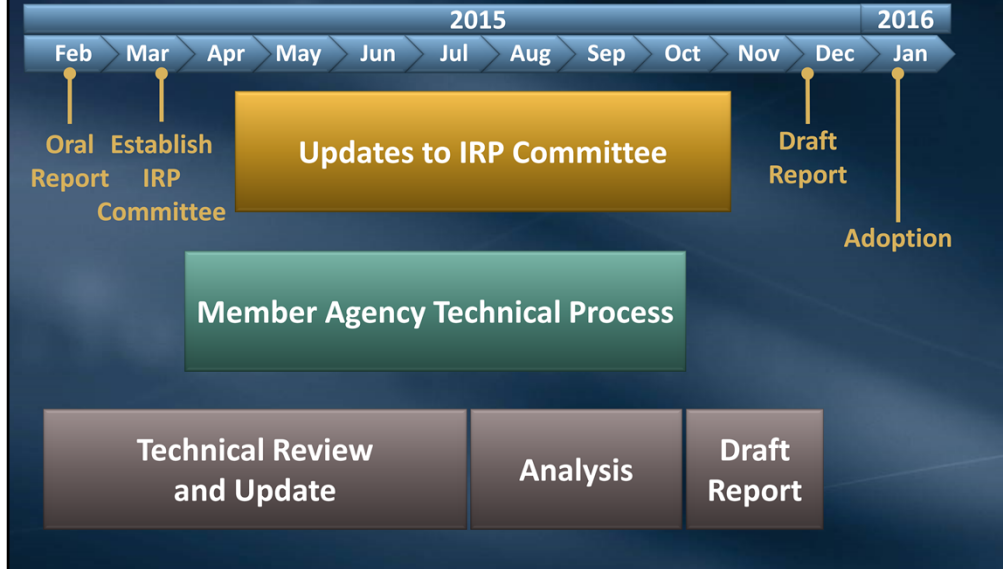 2015 2016
Feb Mar Apr May Jun Jul Aug Sep Oct Nov Dec Jan
Oral
Report
Establish
IRP
Committee
Updates to IRP Committee
Draft
Report
Adoption
Member Agency Technical Process
Technical Review
and Update
Analysis
Draft
Report